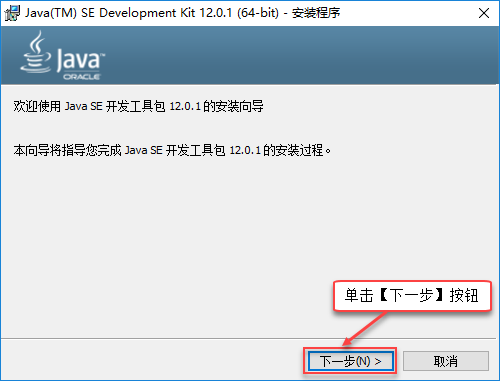 Java(TM) SE Development Kit 12.0.1 (64-bit) - 安装程序
Java
ORACLE
欢迎使用 Java SE 开发工具包 12.0.1 的安装向导
本向导将指导您完成 Java SE 开发工具包 12.0.1 的安装过程。
单击【下一步】按钮
下一步(N) >
取消